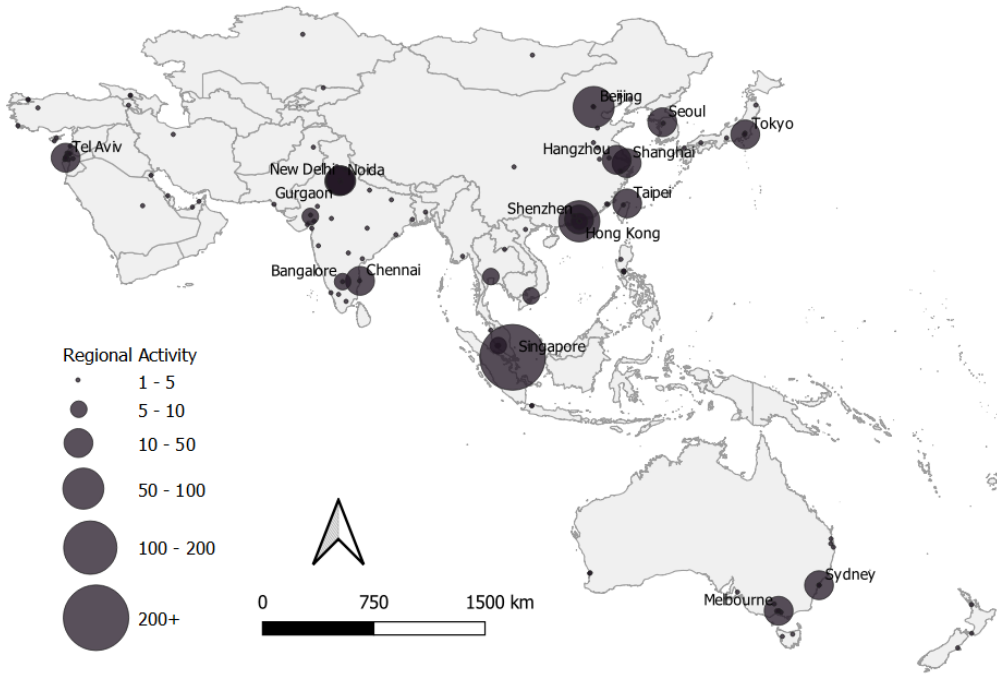 Beijing
Seoul
Tokyo
Tel Aviv
Hangzhou
Shanghai
New Delhi
Noida
Gurgaon
Taipei
Shenzhen
Hong Kong
Bangalore
Chennai
Singapore
Regional Activity
1 - 5
5 - 10
10 - 50
50 - 100
100 - 200
200+
0 750 1500 km
Sydney
Melbourne